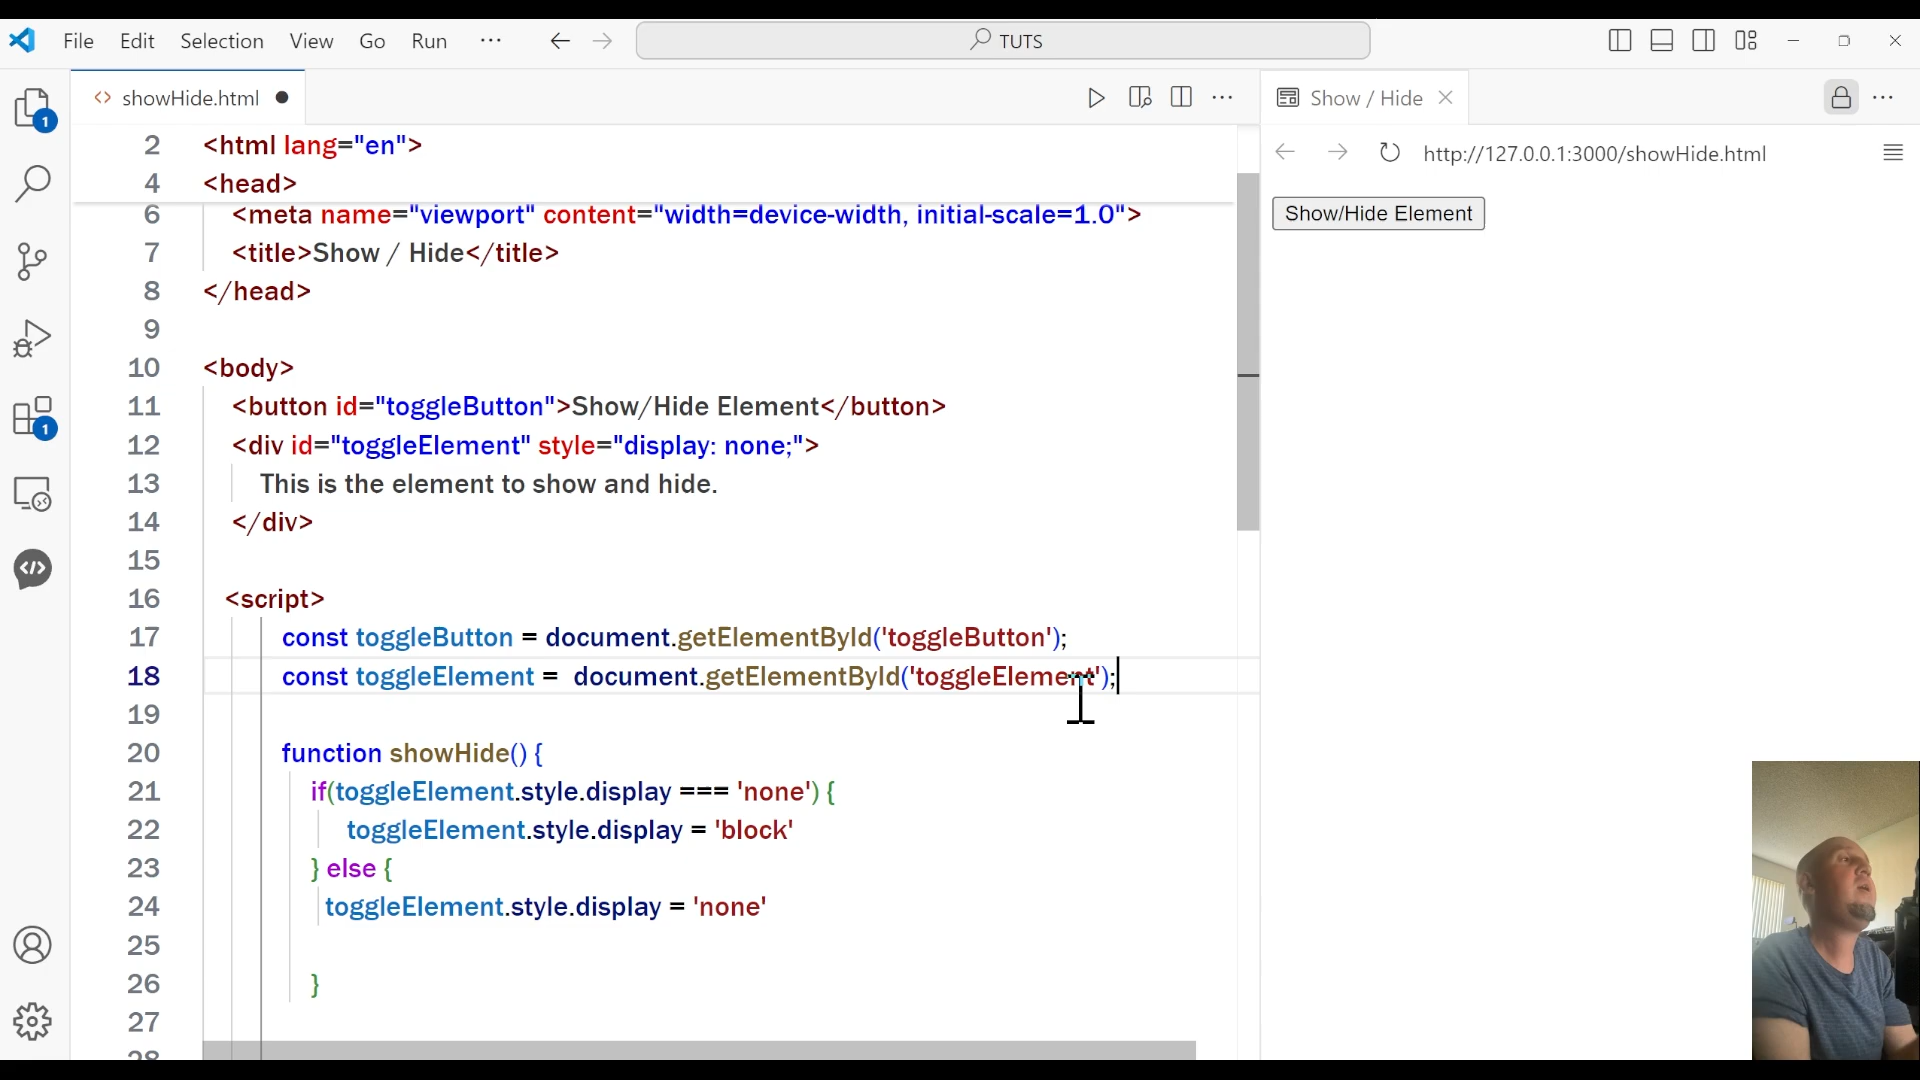 File Edit Selection View Go Run ··· TUTS
showHide.html
Show / Hide
http://127.0.0.1:3000/showHide.html
Show/Hide Element
1
1
2 <html lang="en">
4 <head>
6 <meta name="viewport" content="width=device-width, initial-scale=1.0">
7 <title>Show / Hide</title>
8 </head>
9
10 <body>
11 <button id="toggleButton">Show/Hide Element</button>
12 <div id="toggleElement" style="display: none;">
13 This is the element to show and hide.
14 </div>
15
16 <script>
17 const toggleButton = document.getElementById('toggleButton');
18 const toggleElement =  document.getElementById('toggleElement');
19
20 function showHide() {
21 if(toggleElement.style.display === 'none') {
22 toggleElement.style.display = 'block'
23 } else {
24 toggleElement.style.display = 'none'
25
26 }
27
28